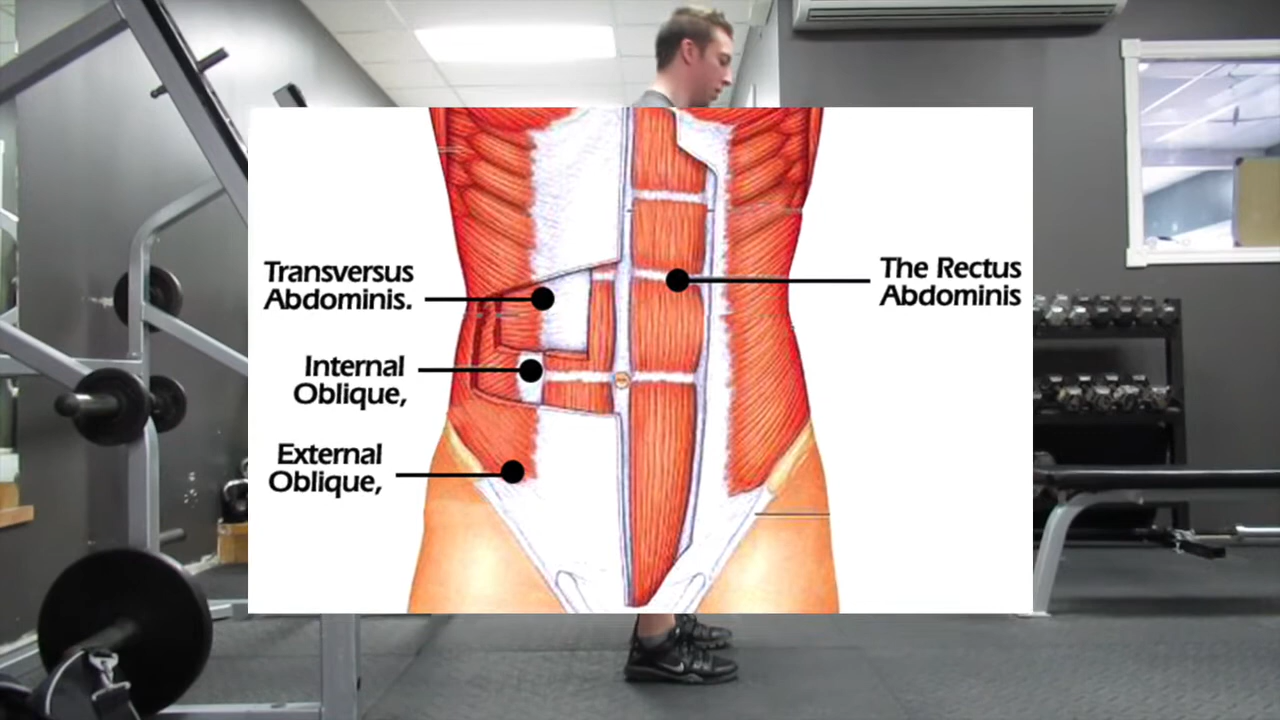 Transversus
Abdominis.
The Rectus
Abdominis
Internal
Oblique,
External
Oblique,